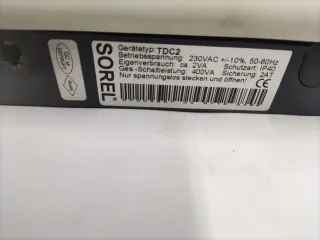 SOREL
Gerätetyp: TDC2
Betriebsspannung: 230VAC +/-10%, 50-60Hz
Eigenverbrauch: ca. 2VA Schutzart: IP40
Ges.-Schaltleistung: 400VA Sicherung: 2AT
Nur spannungslos stecken und öffnen!
CE